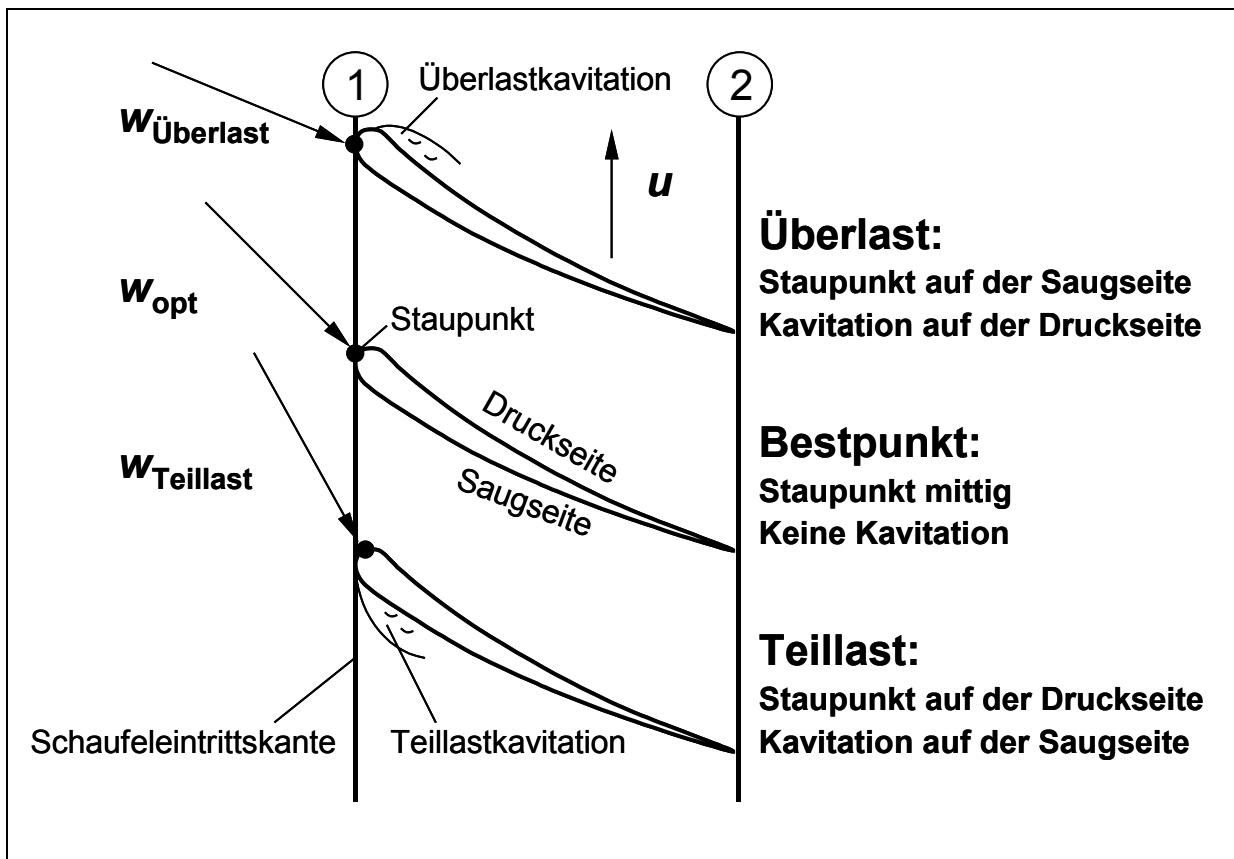 1
2
Überlastkavitation
wÜberlast
u
Überlast:
Staupunkt auf der Saugseite
Kavitation auf der Druckseite
wopt
Staupunkt
Druckseite
Saugseite
Bestpunkt:
Staupunkt mittig
Keine Kavitation
wTeillast
Teillast:
Staupunkt auf der Druckseite
Kavitation auf der Saugseite
Schaufeleintrittskante
Teillastkavitation